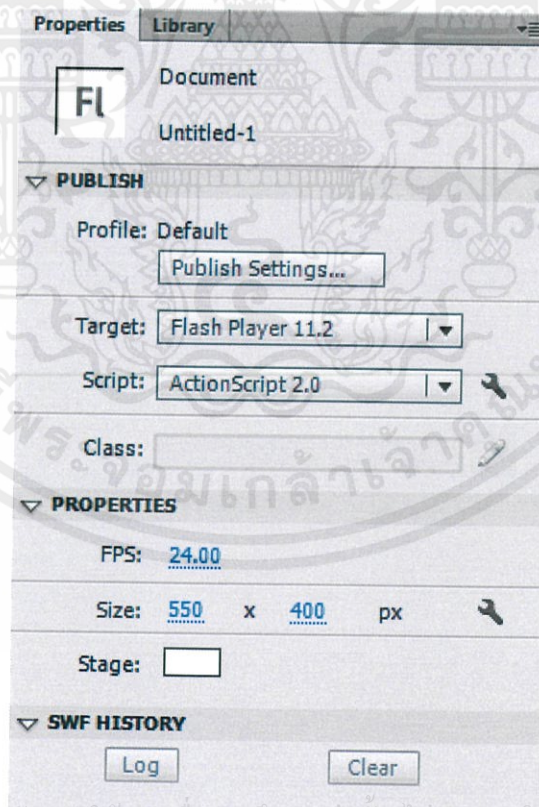 Properties Library
Fl
Document
Untitled-1
PUBLISH
Profile: Default
Publish Settings...
Target: Flash Player 11.2
Script: ActionScript 2.0
Class:
PROPERTIES
FPS: 24.00
Size: 550 x 400 px
Stage:
SWF HISTORY
Log Clear